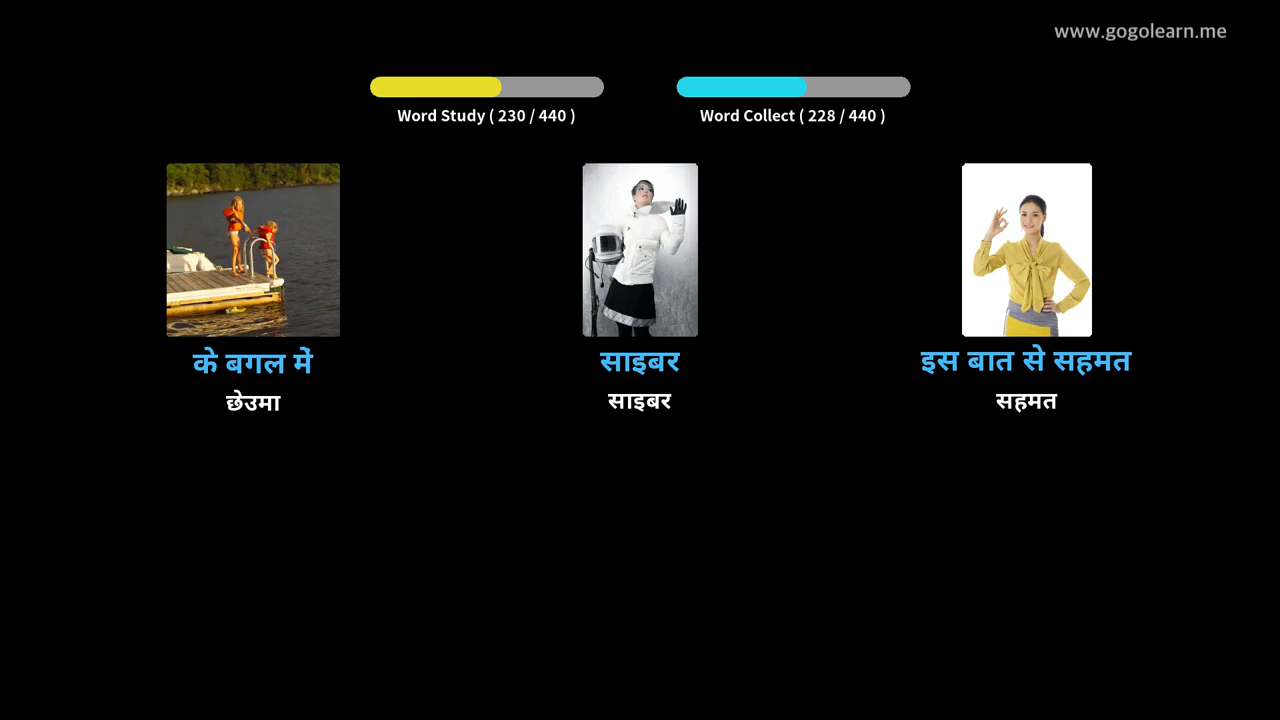 www.gogolearn.me
Word Study ( 230 / 440 )
Word Collect ( 228 / 440 )
के बगल में
साइबर
इस बात से सहमत
छेउमा
साइबर
सहमत